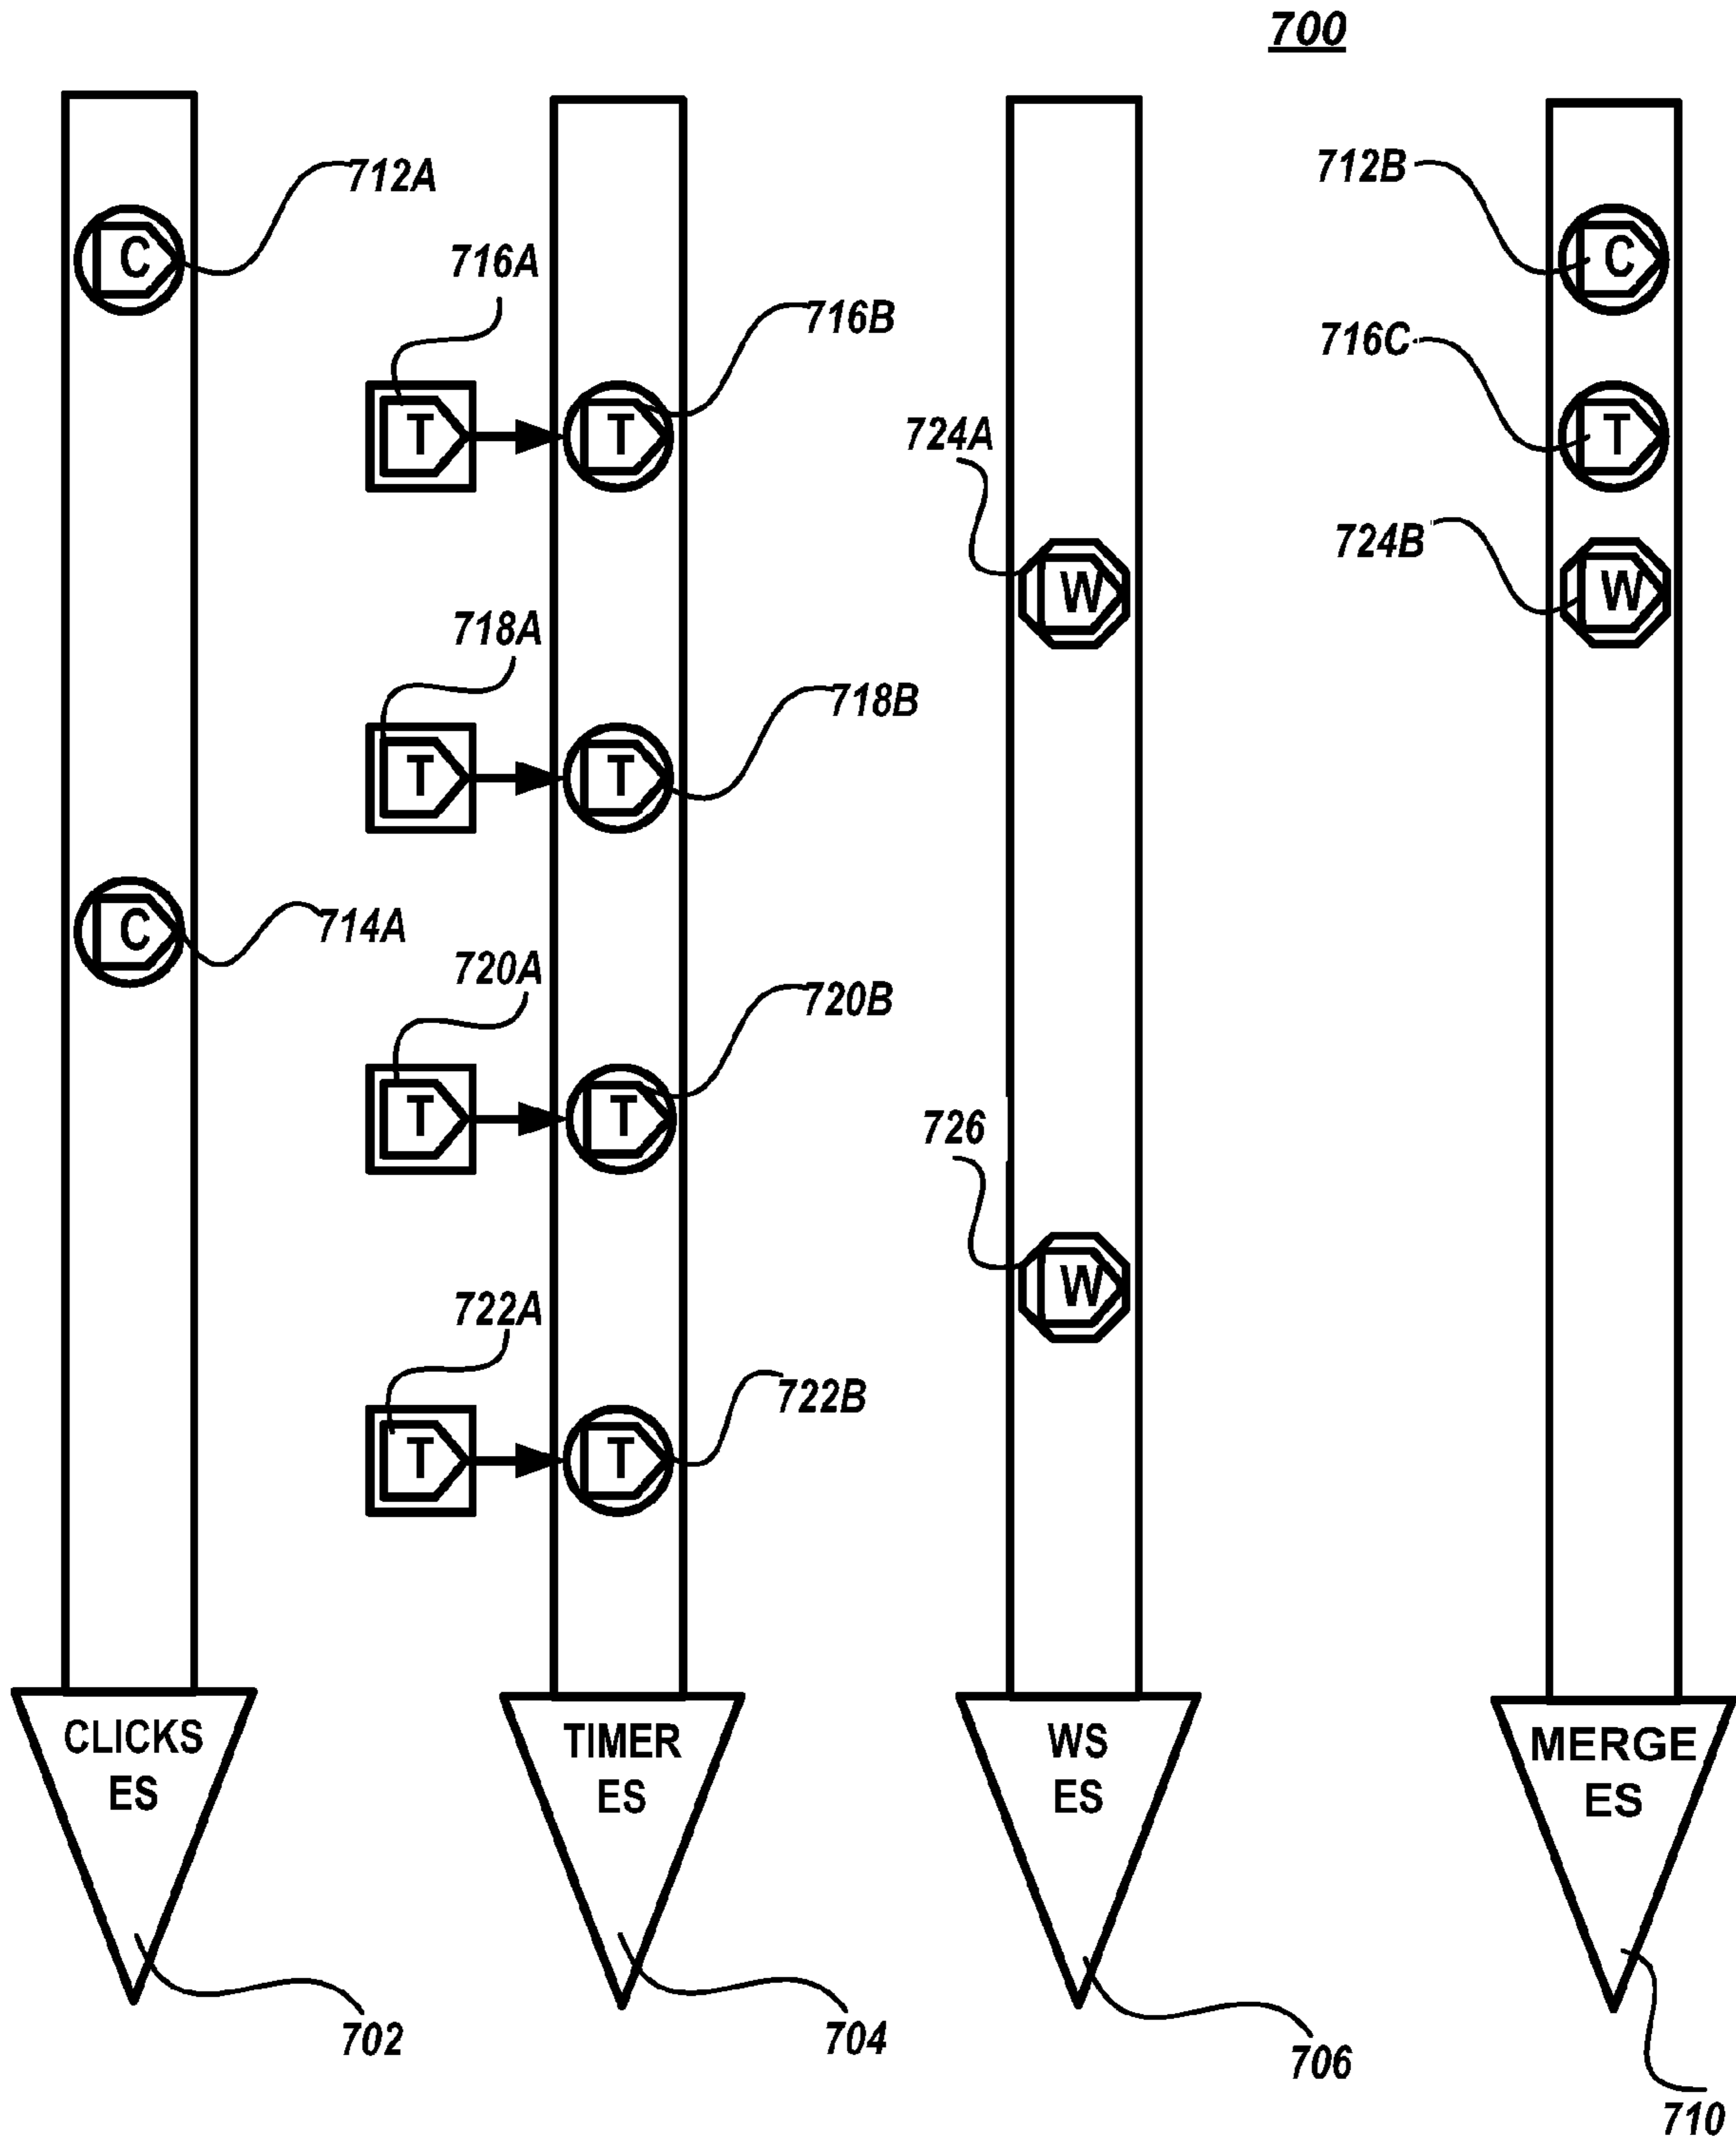 700
712A
712B
C
C
716A
716B
716C
T
T
T
724A
724B
W
W
718A
718B
T
T
C
714A
720A
720B
T
T
726
W
722A
722B
T
T
CLICKS
ES
TIMER
ES
WS
ES
MERGE
ES
702
704
706
710